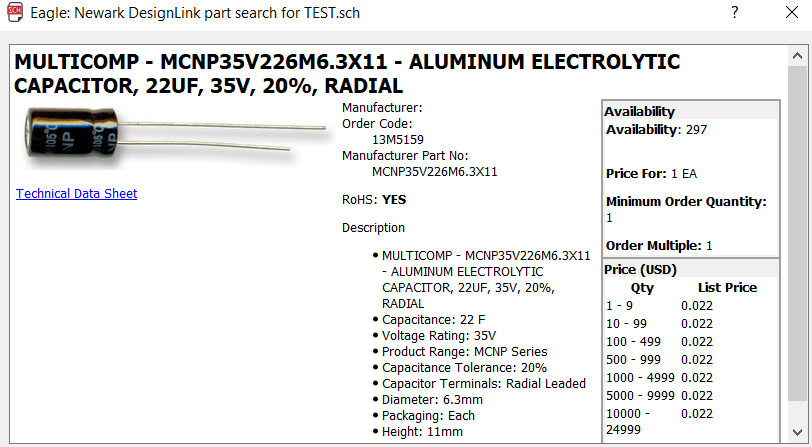 Eagle: Newark DesignLink part search for TEST.sch
MULTICOMP - MCNP35V226M6.3X11 - ALUMINUM ELECTROLYTIC
CAPACITOR, 22UF, 35V, 20%, RADIAL
105°C
NP
105°C
NP
Technical Data Sheet
Manufacturer:
Order Code:
13M5159
Manufacturer Part No:
MCNP35V226M6.3X11
RoHS: YES
Description
• MULTICOMP - MCNP35V226M6.3X11
- ALUMINUM ELECTROLYTIC
CAPACITOR, 22UF, 35V, 20%,
RADIAL
• Capacitance: 22 F
• Voltage Rating: 35V
• Product Range: MCNP Series
• Capacitance Tolerance: 20%
• Capacitor Terminals: Radial Leaded
• Diameter: 6.3mm
• Packaging: Each
• Height: 11mm
Availability
Availability: 297
Price For: 1 EA
Minimum Order Quantity:
1
Order Multiple: 1
Price (USD)
Qty List Price
1 - 9 0.022
10 - 99 0.022
100 - 499 0.022
500 - 999 0.022
1000 - 4999 0.022
5000 - 9999 0.022
10000 - 0.022
24999